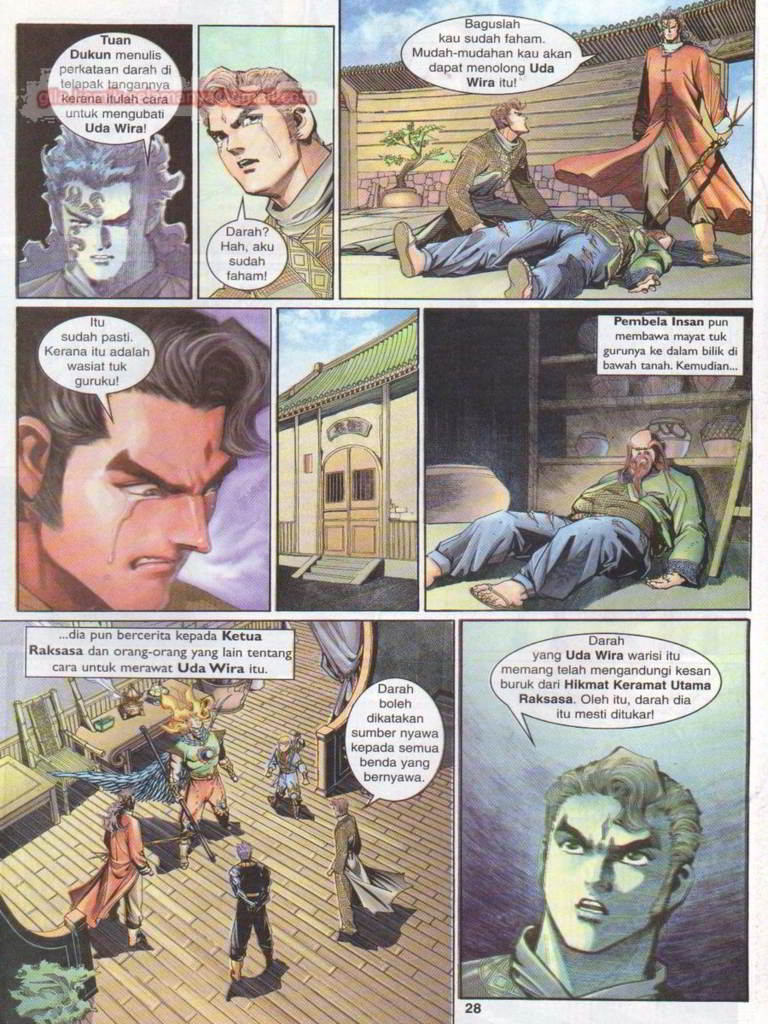 Tuan
Dukun menulis
perkataan darah di
telapak tangannya
kerana itulah cara
untuk mengubati
Uda Wira!
Darah?
Hah, aku
sudah
faham!
Baguslah
kau sudah faham.
Mudah-mudahan kau akan
dapat menolong Uda
Wira itu!
Itu
sudah pasti.
Kerana itu adalah
wasiat tuk
guruku!
Pembela Insan pun
membawa mayat tuk
gurunya ke dalam bilik di
bawah tanah. Kemudian...
...dia pun bercerita kepada Ketua
Raksasa dan orang-orang yang lain tentang
cara untuk merawat Uda Wira itu.
Darah
boleh
dikatakan
sumber nyawa
kepada semua
benda yang
bernyawa.
Darah
yang Uda Wira warisi itu
memang telah mengandungi kesan
buruk dari Hikmat Keramat Utama
Raksasa. Oleh itu, darah dia
itu mesti ditukar!
28